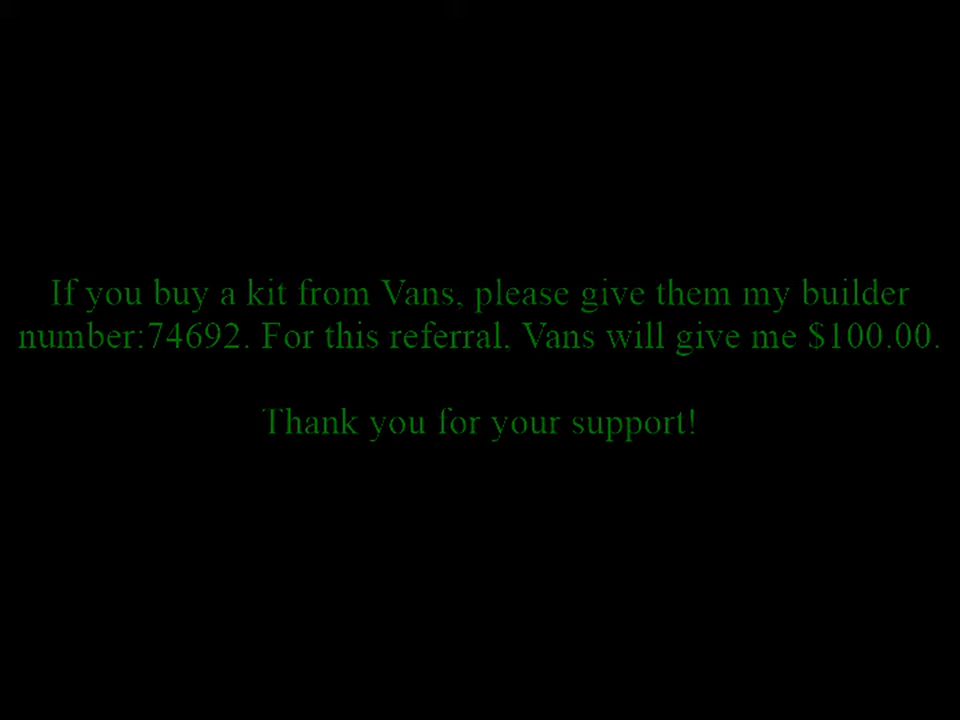 If you buy a kit from Vans, please give them my builder
number:74692. For this referral, Vans will give me $100.00.
Thank you for your support!